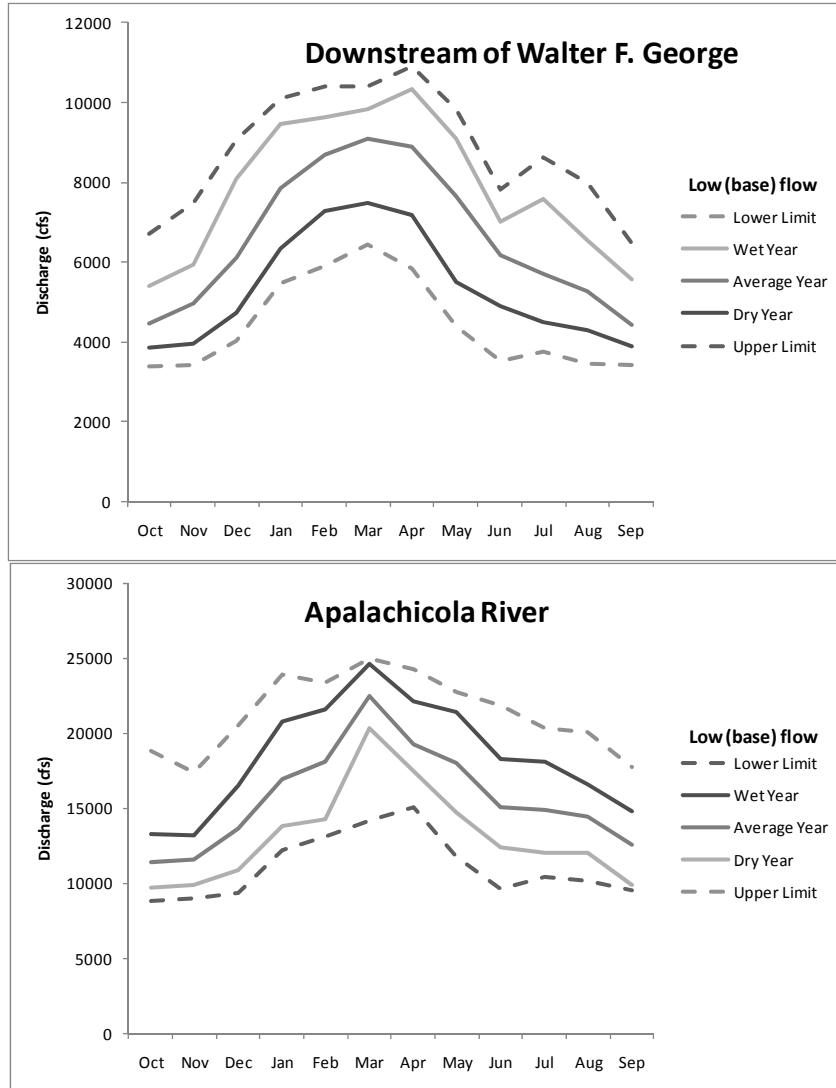 Downstream of Walter F. George
12000
10000
8000
6000
4000
2000
0
Discharge (cfs)
Oct Nov Dec Jan Feb Mar Apr May Jun Jul Aug Sep
Low (base) flow
Lower Limit
Wet Year
Average Year
Dry Year
Upper Limit
Apalachicola River
30000
25000
20000
15000
10000
5000
0
Discharge (cfs)
Oct Nov Dec Jan Feb Mar Apr May Jun Jul Aug Sep
Low (base) flow
Lower Limit
Wet Year
Average Year
Dry Year
Upper Limit